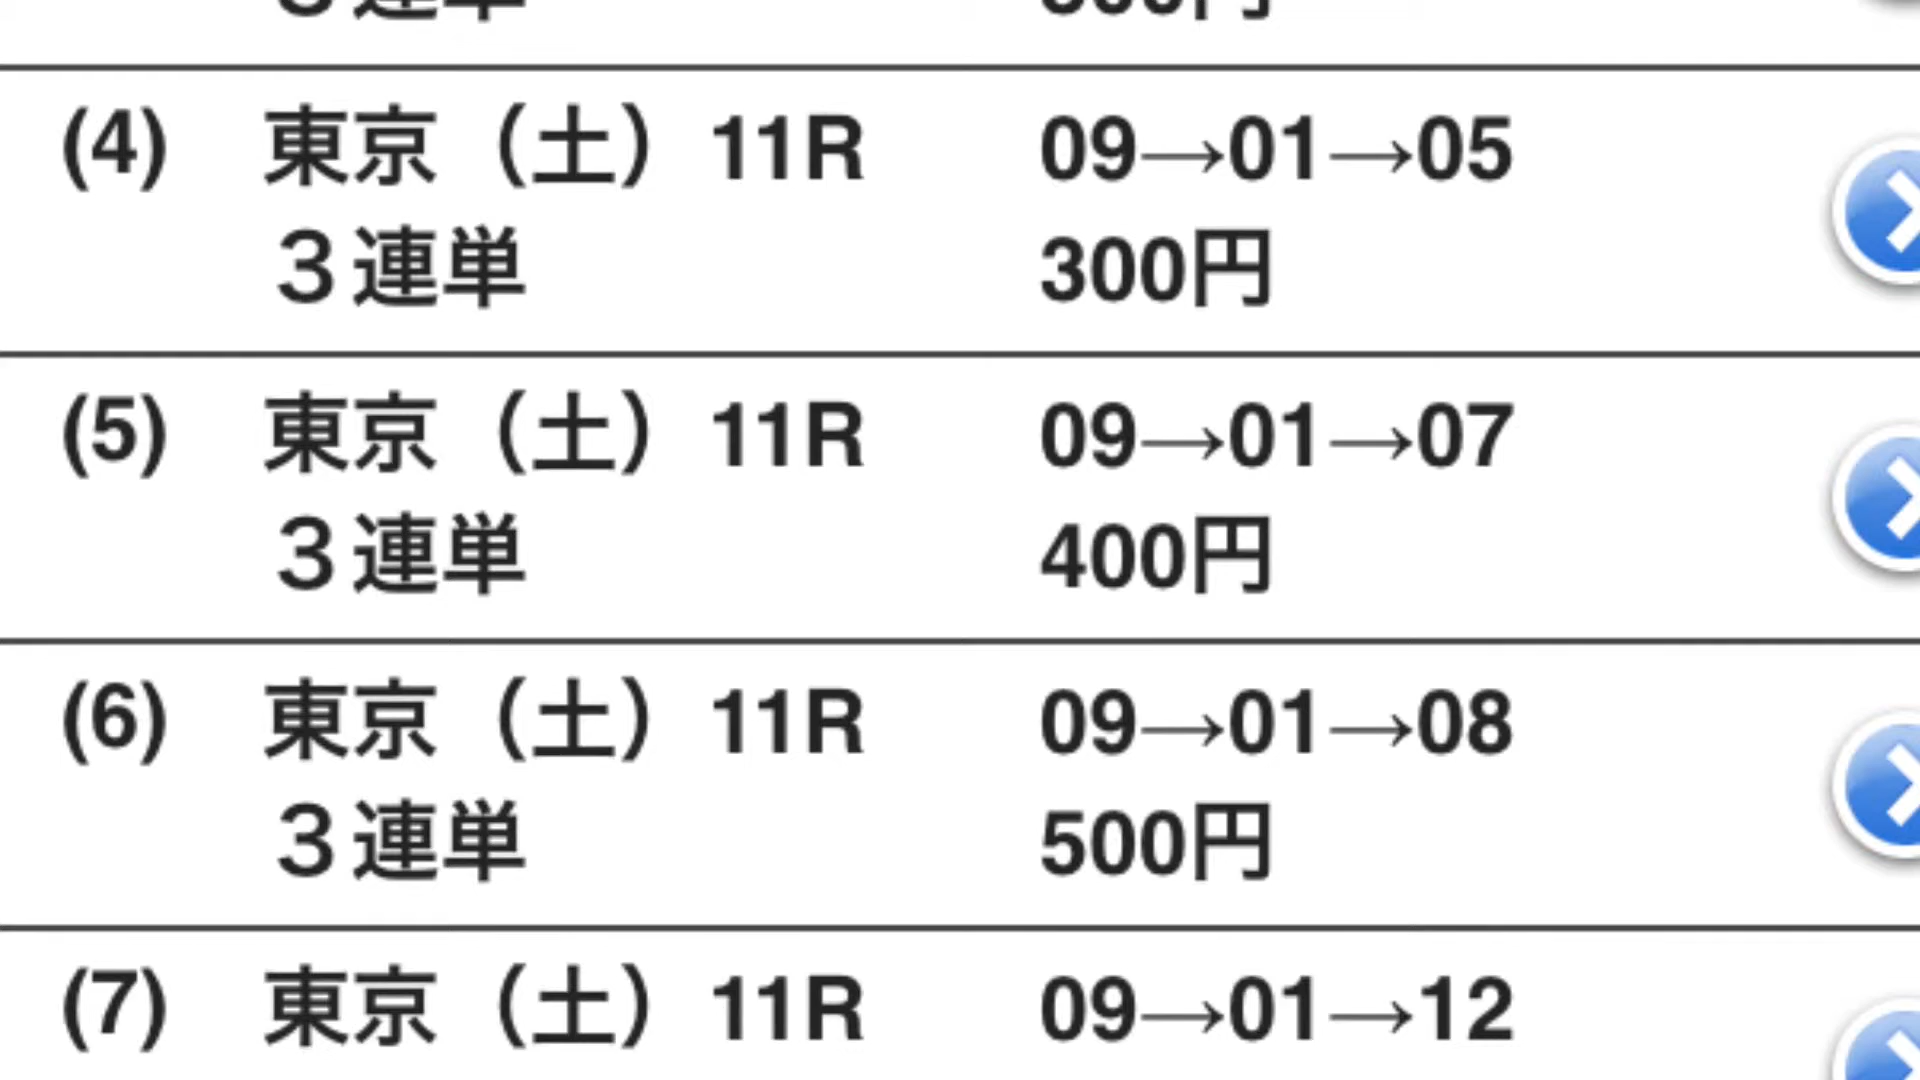 (4) 東京（土）11R 09→01→05
３連単 300円
(5) 東京（土）11R 09→01→07
３連単 400円
(6) 東京（土）11R 09→01→08
３連単 500円
(7) 東京（土）11R 09→01→12